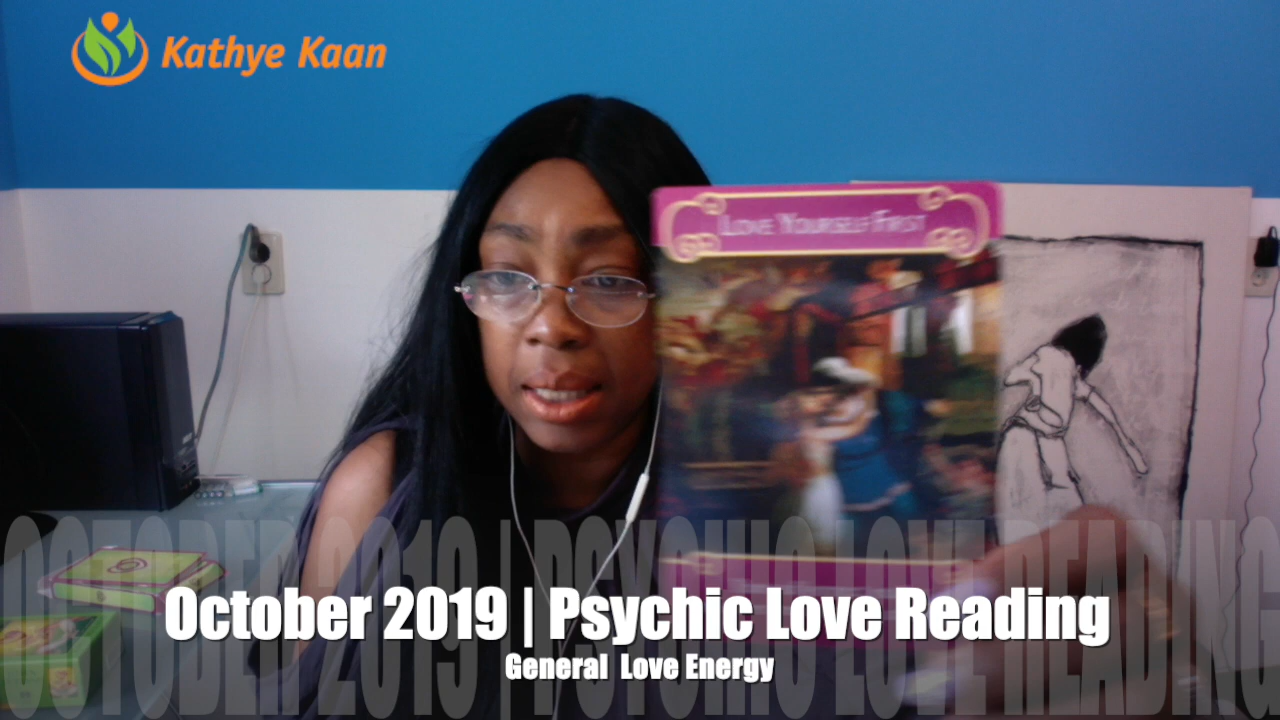 Kathye Kaan
LOVE YOURSELF FIRST
OCTOBER 2019 | PSYCHIC LOVE READING
October 2019 | Psychic Love Reading
General Love Energy